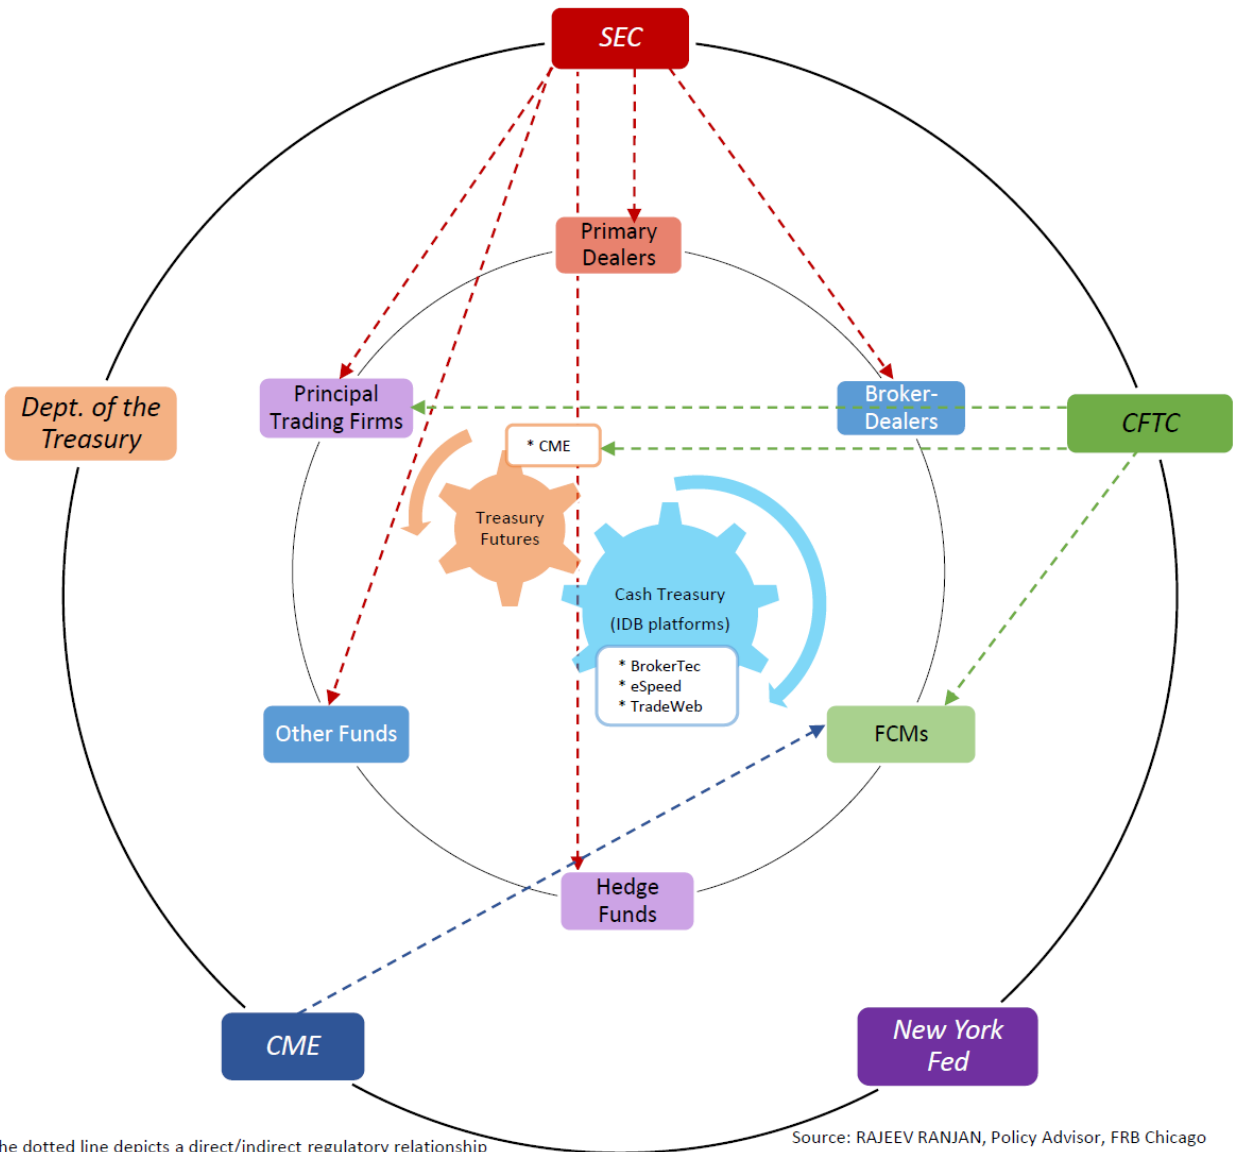 SEC
Primary
Dealers
Principal
Trading Firms
Broker-
Dealers
Dept. of the
Treasury
CFTC
* CME
Treasury
Futures
Cash Treasury
(IDB platforms)
* BrokerTec
* eSpeed
* TradeWeb
Other Funds
FCMs
Hedge
Funds
CME
New York
Fed
he dotted line depicts a direct/indirect regulatory relationship
Source: RAJEEV RANJAN, Policy Advisor, FRB Chicago